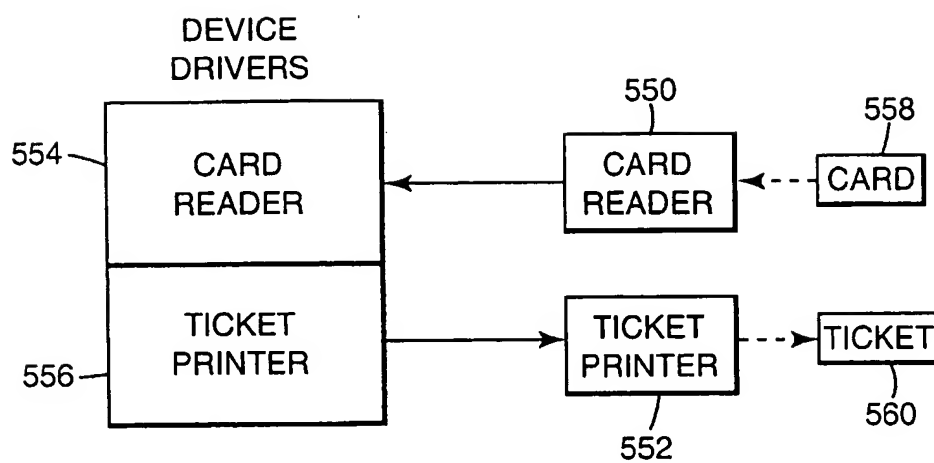 DEVICE
DRIVERS
554
CARD
READER
550
CARD
READER
558
CARD
556
TICKET
PRINTER
TICKET
PRINTER
552
TICKET
560